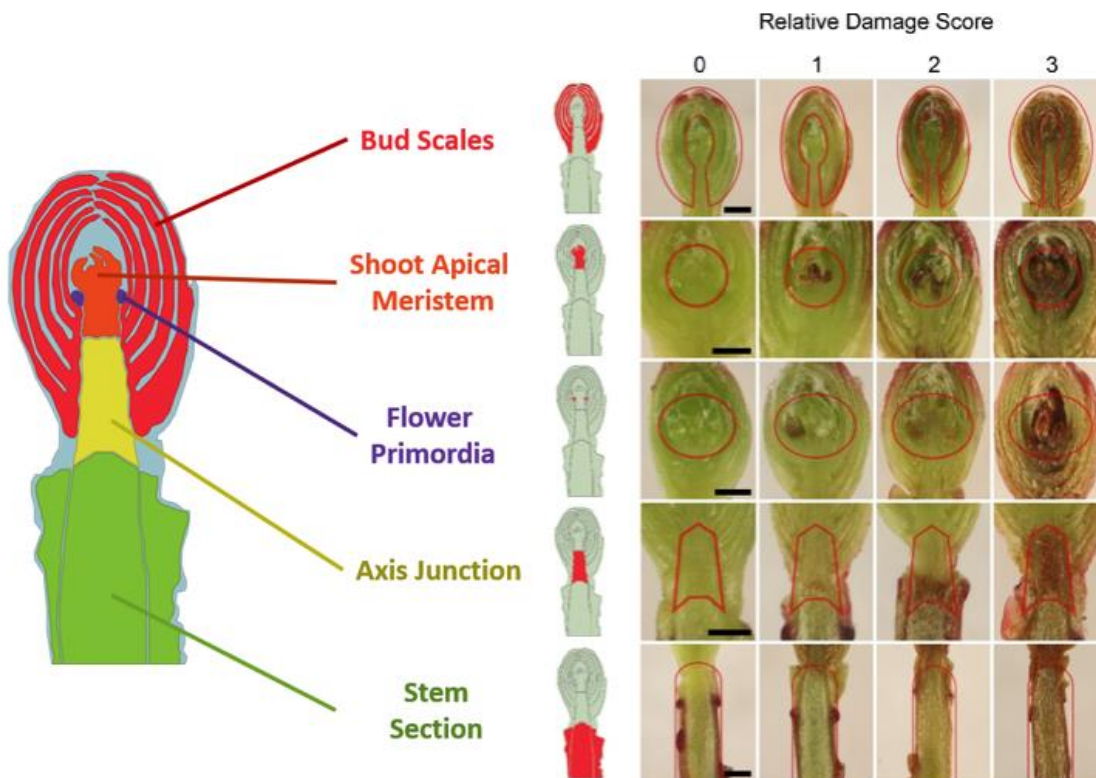 Relative Damage Score
0 1 2 3
Bud Scales
Shoot Apical
Meristem
Flower
Primordia
Axis Junction
Stem
Section